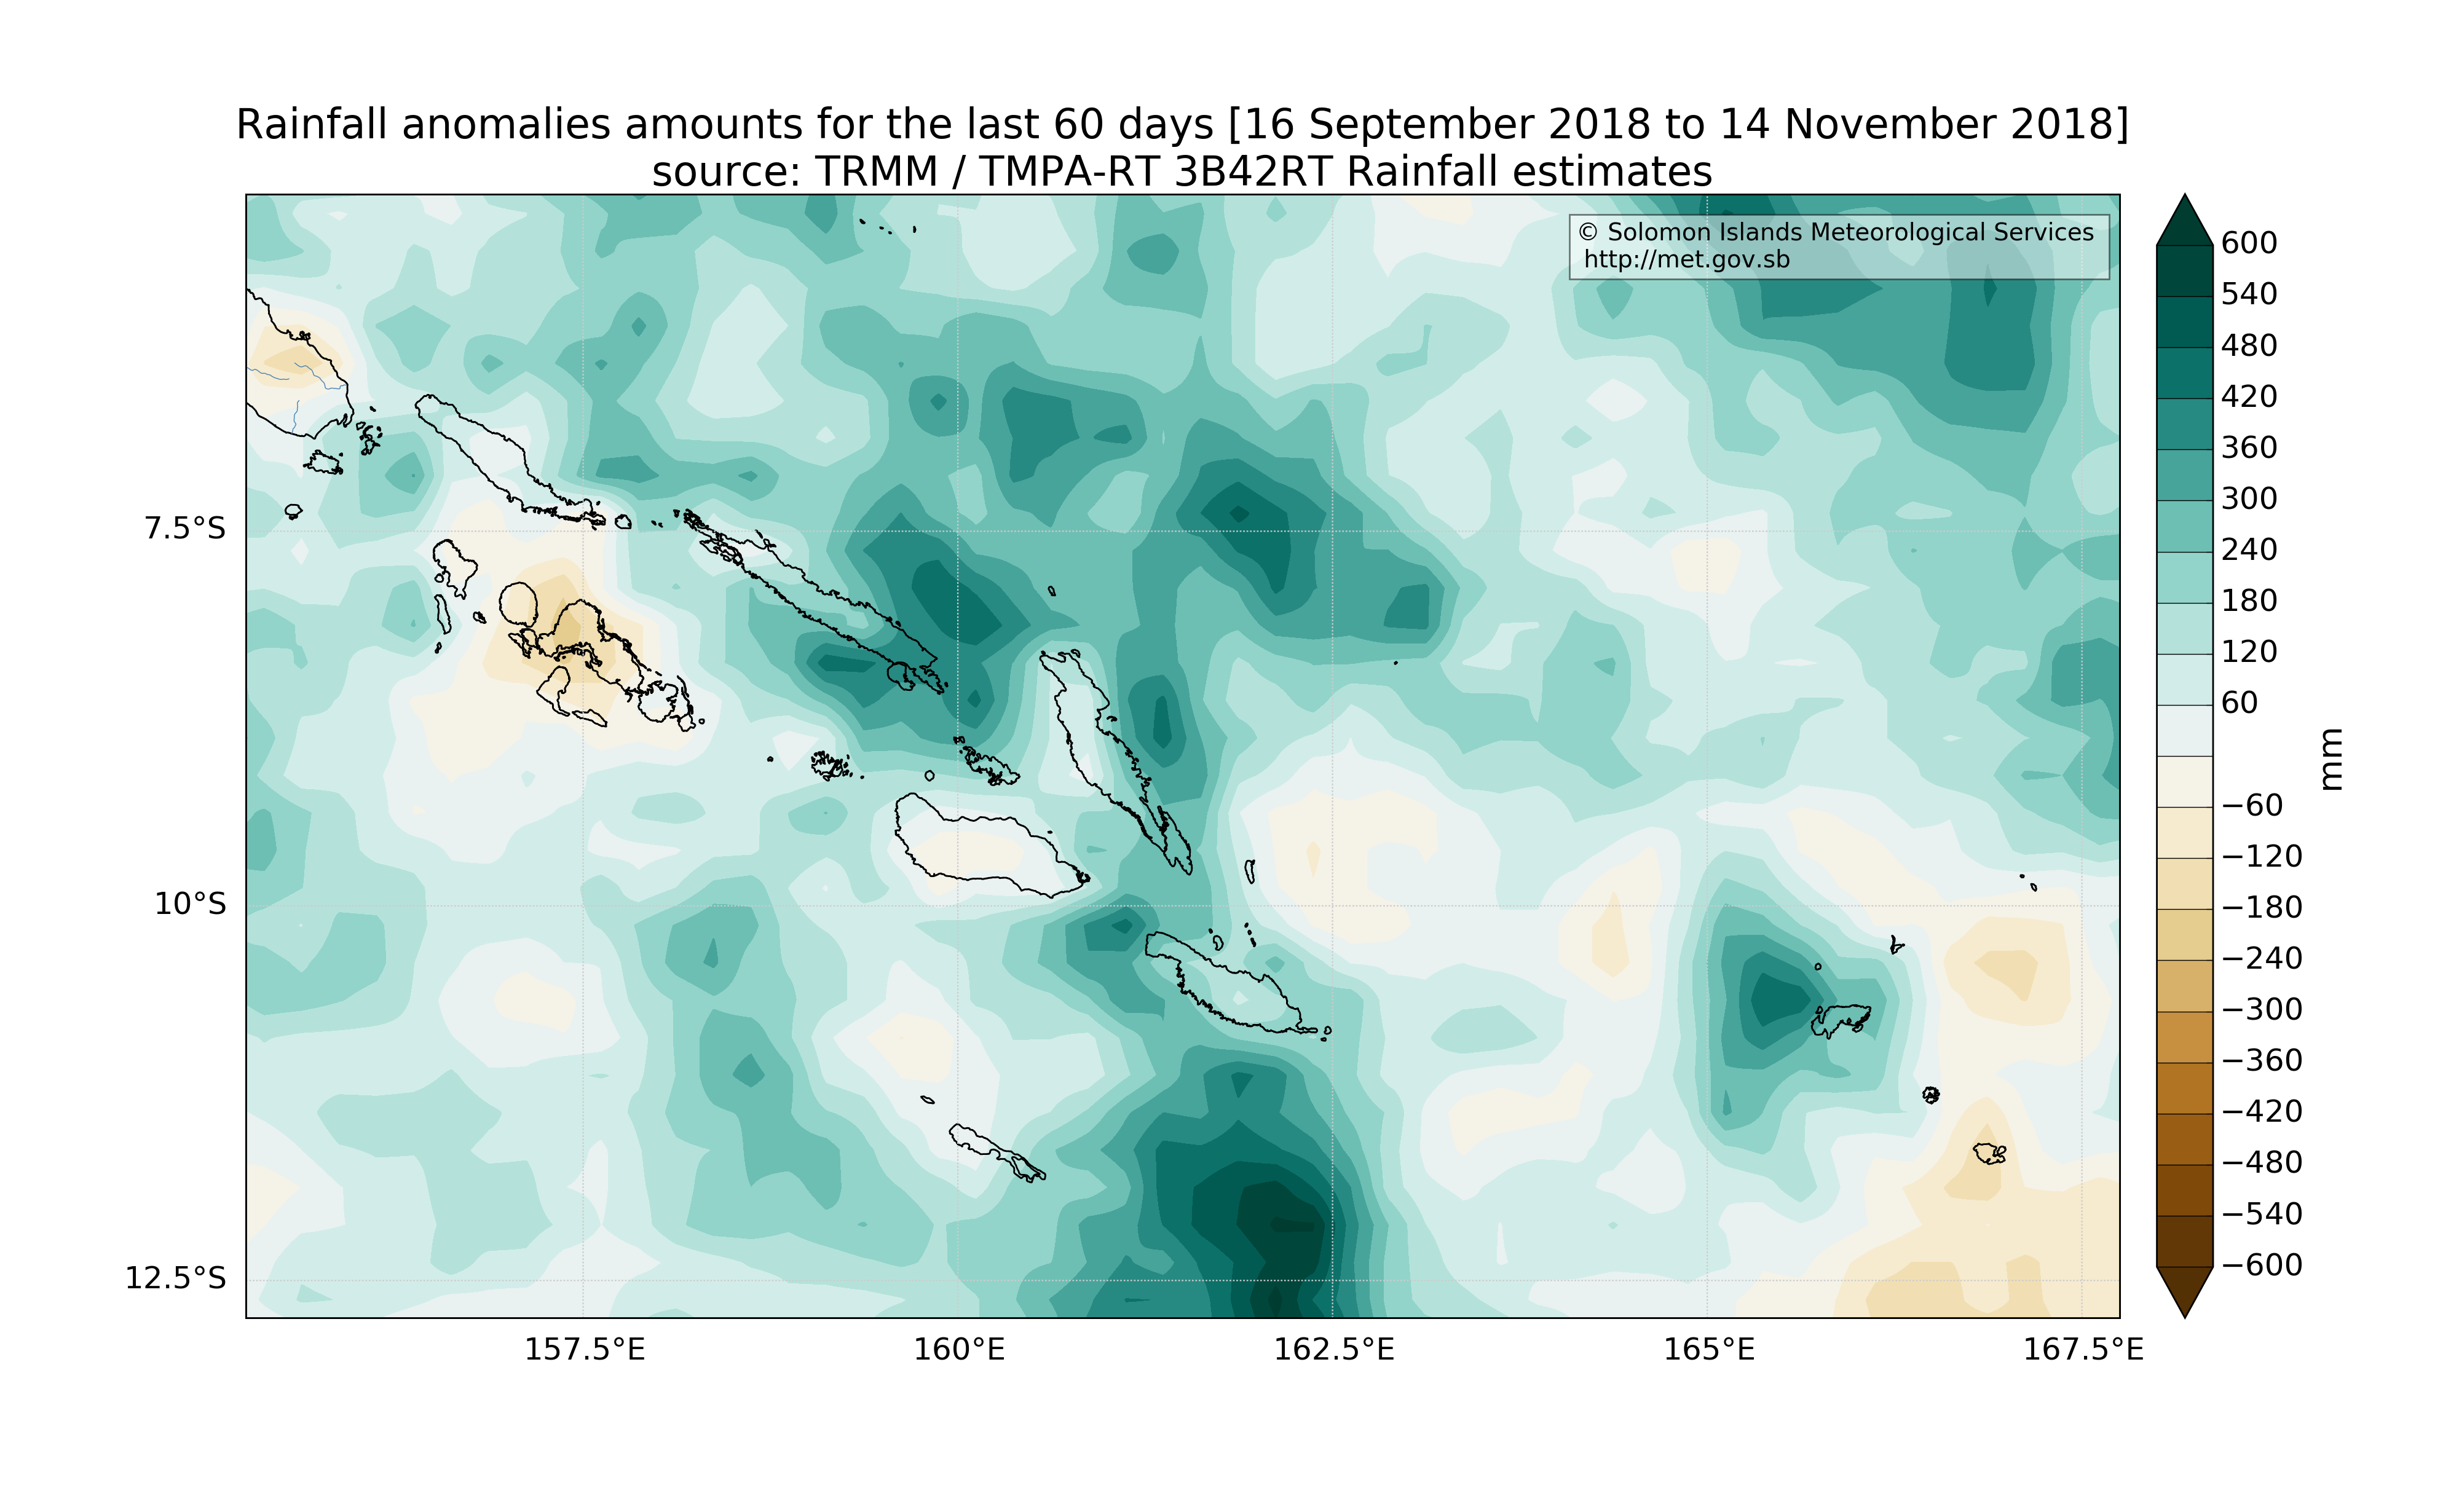 Rainfall anomalies amounts for the last 60 days [16 September 2018 to 14 November 2018]
source: TRMM / TMPA-RT 3B42RT Rainfall estimates
© Solomon Islands Meteorological Services
http://met.gov.sb
7.5°S
10°S
12.5°S
157.5°E
160°E
162.5°E
165°E
167.5°E
600
540
480
420
360
300
240
180
120
60
−60
−120
−180
−240
−300
−360
−420
−480
−540
−600
mm